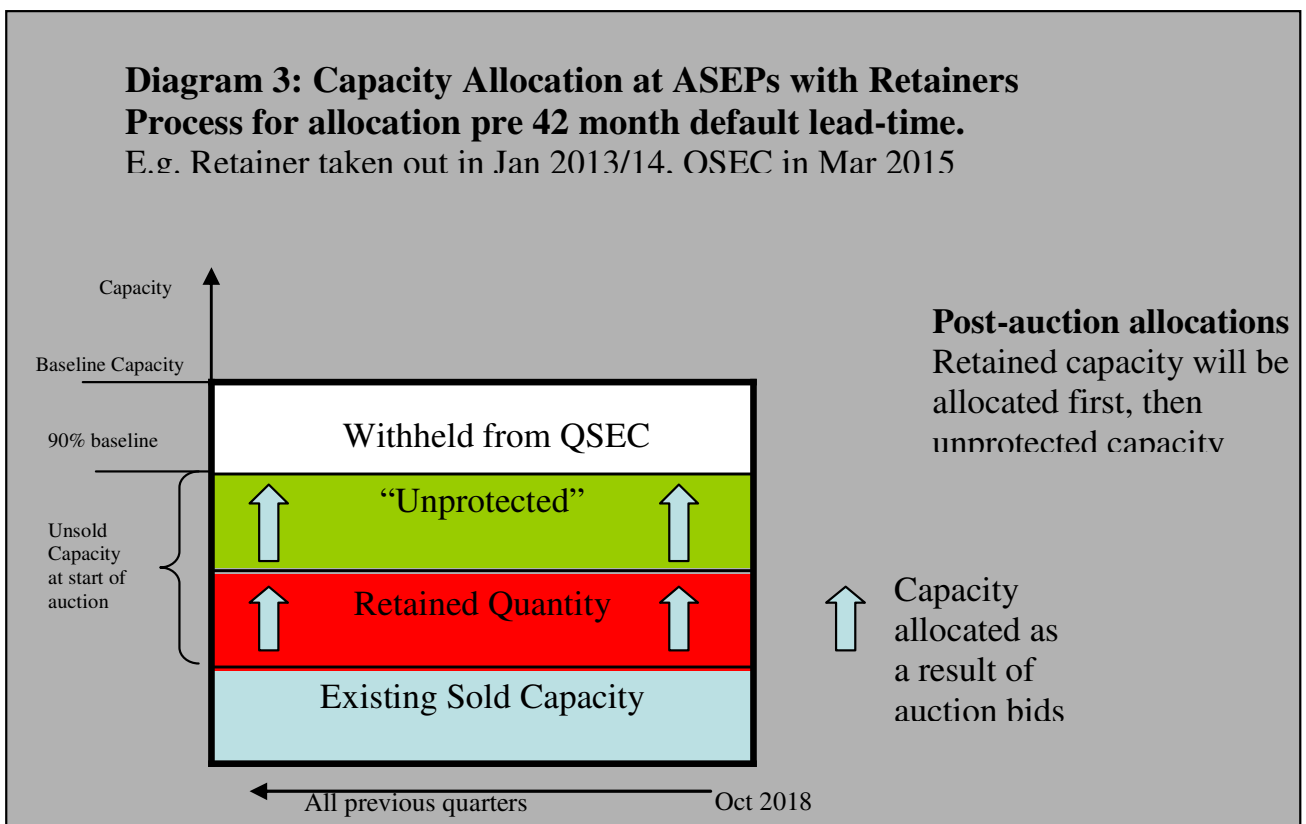 Diagram 3: Capacity Allocation at ASEPs with Retainers
Process for allocation pre 42 month default lead-time.
E.g. Retainer taken out in Jan 2013/14, QSEC in Mar 2015
Capacity
Baseline Capacity
90% baseline
Unsold
Capacity
at start of
auction
Withheld from QSEC
“Unprotected”
Retained Quantity
Existing Sold Capacity
All previous quarters
Oct 2018
Post-auction allocations
Retained capacity will be
allocated first, then
unprotected capacity
Capacity
allocated as
a result of
auction bids